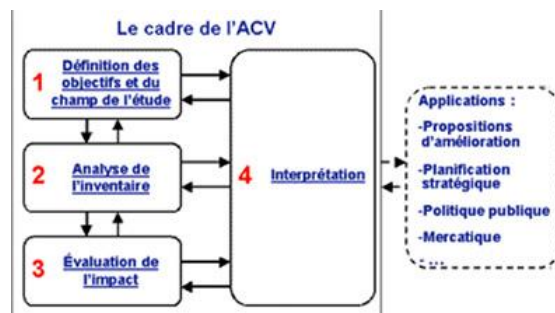 Le cadre de l'ACV
1
Définition des
objectifs et du
champ de l'étude
2
Analyse de
l'inventaire
3
Évaluation de
l'impact
4
Interprétation
Applications :
-Propositions
d'amélioration
-Planification
stratégique
-Politique publique
-Mercatique
- ...